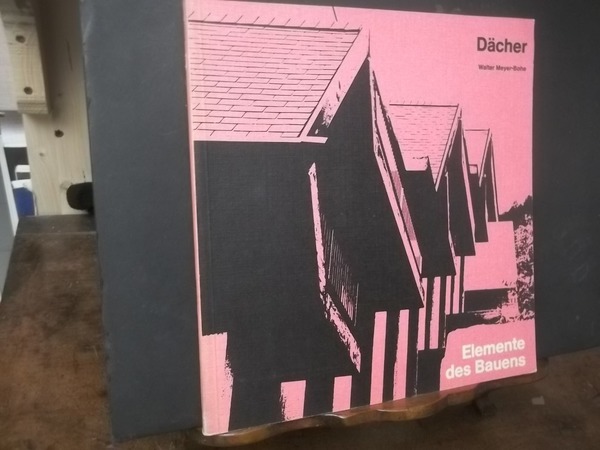 Dächer
Walter Meyer-Bohe
Elemente
des Bauens